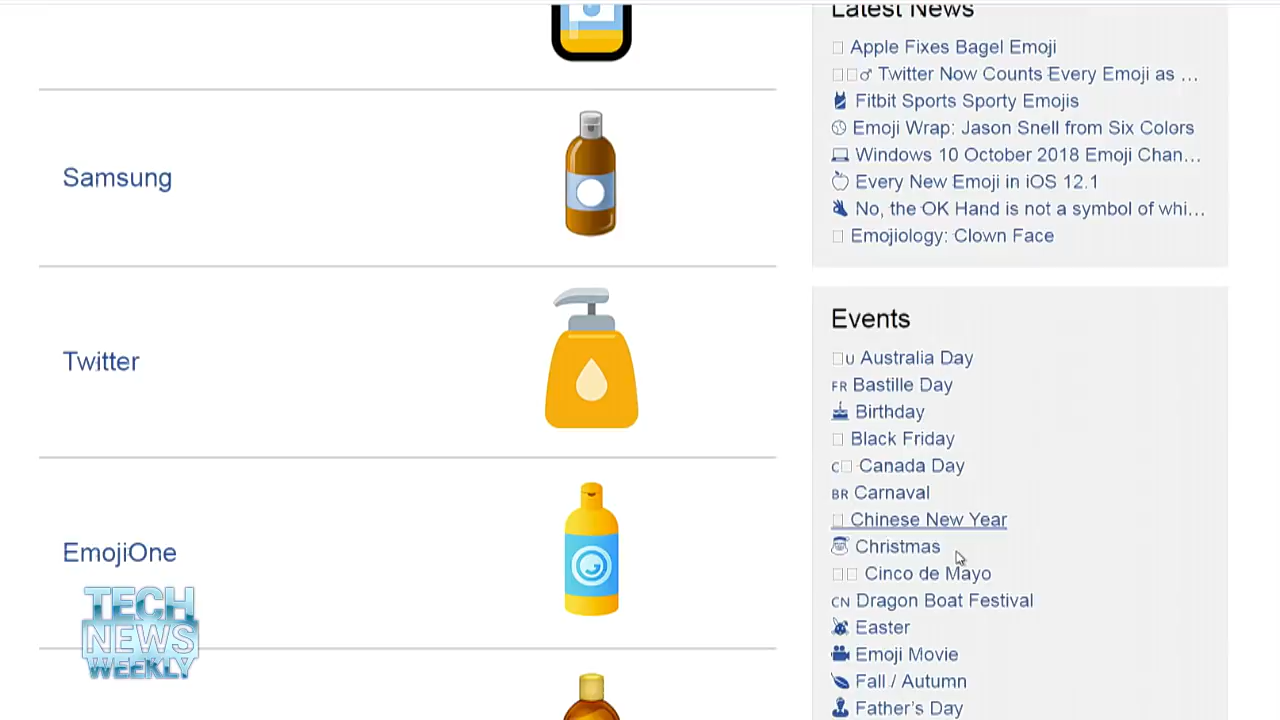 Samsung
Twitter
EmojiOne
TECH
NEWS
WEEKLY
Latest News
Apple Fixes Bagel Emoji
Twitter Now Counts Every Emoji as …
Fitbit Sports Sporty Emojis
Emoji Wrap: Jason Snell from Six Colors
Windows 10 October 2018 Emoji Chan…
Every New Emoji in iOS 12.1
No, the OK Hand is not a symbol of whi…
Emojiology: Clown Face
Events
U Australia Day
FR Bastille Day
Birthday
Black Friday
C Canada Day
BR Carnaval
Chinese New Year
Christmas
Cinco de Mayo
CN Dragon Boat Festival
Easter
Emoji Movie
Fall / Autumn
Father's Day